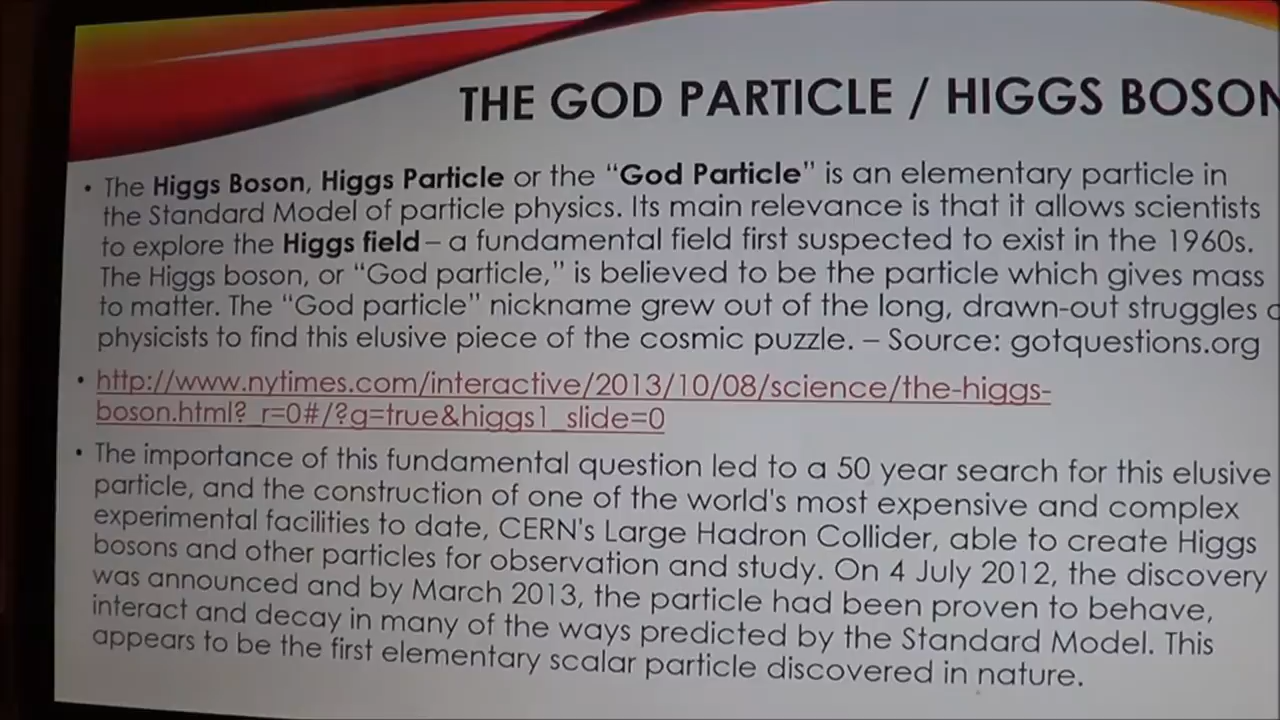 THE GOD PARTICLE / HIGGS BOSON
• The Higgs Boson, Higgs Particle or the “God Particle” is an elementary particle in
the Standard Model of particle physics. Its main relevance is that it allows scientists
to explore the Higgs field – a fundamental field first suspected to exist in the 1960s.
The Higgs boson, or “God particle,” is believed to be the particle which gives mass
to matter. The “God particle” nickname grew out of the long, drawn-out struggles
physicists to find this elusive piece of the cosmic puzzle. – Source: gotquestions.org
• http://www.nytimes.com/interactive/2013/10/08/science/the-higgs-
boson.html?_r=0#/?g=true&higgs1_slide=0
• The importance of this fundamental question led to a 50 year search for this elusive
particle, and the construction of one of the world's most expensive and complex
experimental facilities to date, CERN's Large Hadron Collider, able to create Higgs
bosons and other particles for observation and study. On 4 July 2012, the discovery
was announced and by March 2013, the particle had been proven to behave,
interact and decay in many of the ways predicted by the Standard Model. This
appears to be the first elementary scalar particle discovered in nature.